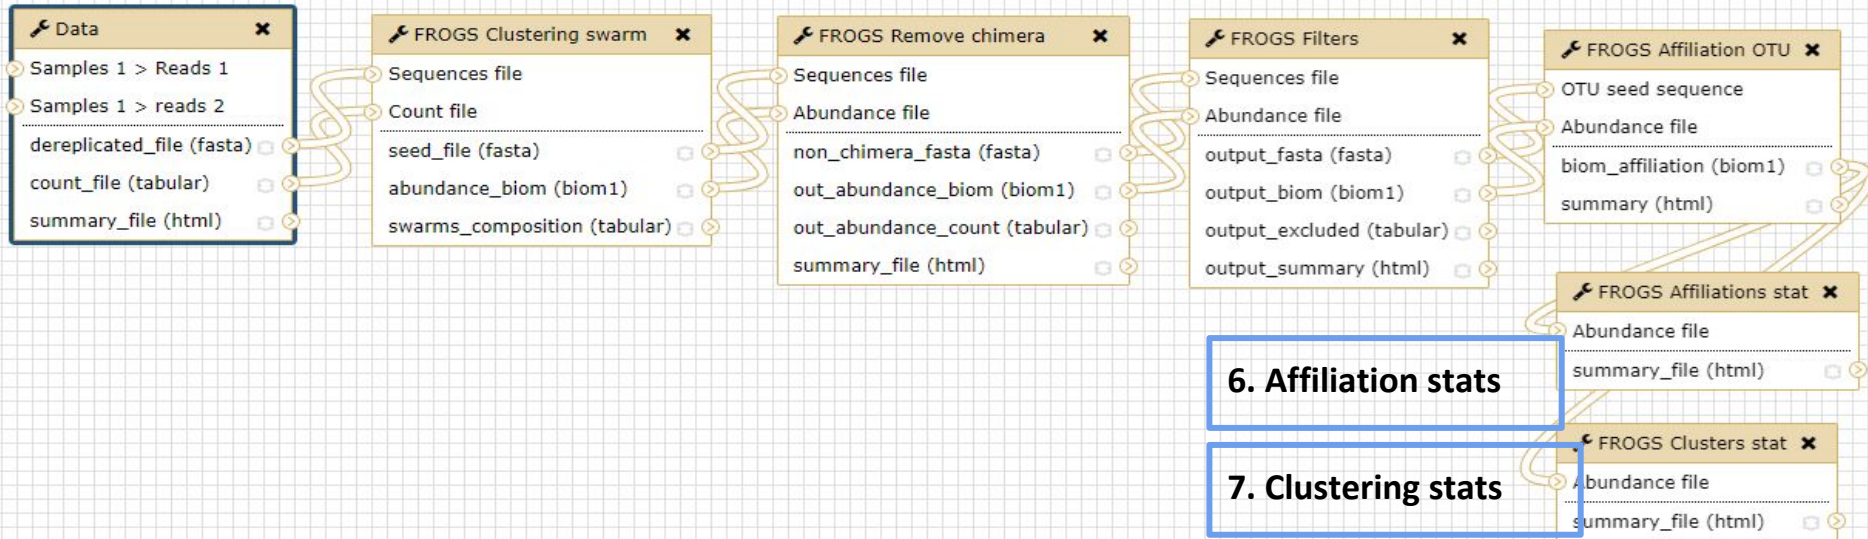 Data
Samples 1 > Reads 1
Samples 1 > reads 2
dereplicated_file (fasta)
count_file (tabular)
summary_file (html)
FROGS Clustering swarm
Sequences file
Count file
seed_file (fasta)
abundance_biom (biom1)
swarms_composition (tabular)
FROGS Remove chimera
Sequences file
Abundance file
non_chimera_fasta (fasta)
out_abundance_biom (biom1)
out_abundance_count (tabular)
summary_file (html)
FROGS Filters
Sequences file
Abundance file
output_fasta (fasta)
output_biom (biom1)
output_excluded (tabular)
output_summary (html)
FROGS Affiliation OTU
OTU seed sequence
Abundance file
biom_affiliation (biom1)
summary (html)
FROGS Affiliations stat
Abundance file
summary_file (html)
6. Affiliation stats
FROGS Clusters stat
Abundance file
summary_file (html)
7. Clustering stats